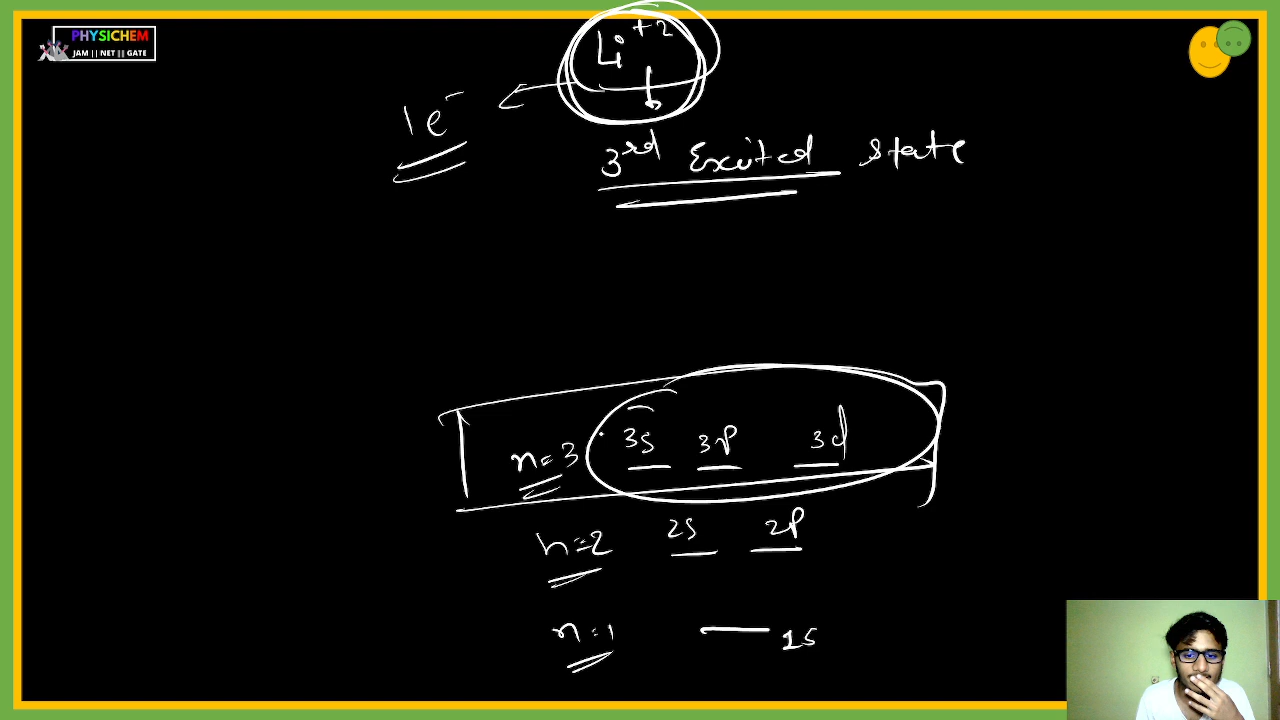 PHYSICHEM
JAM || NET || GATE
Li+2
1e-
3rd Excited State
n=3 3s 3p 3d
n=2 2s 2p
n=1 1s